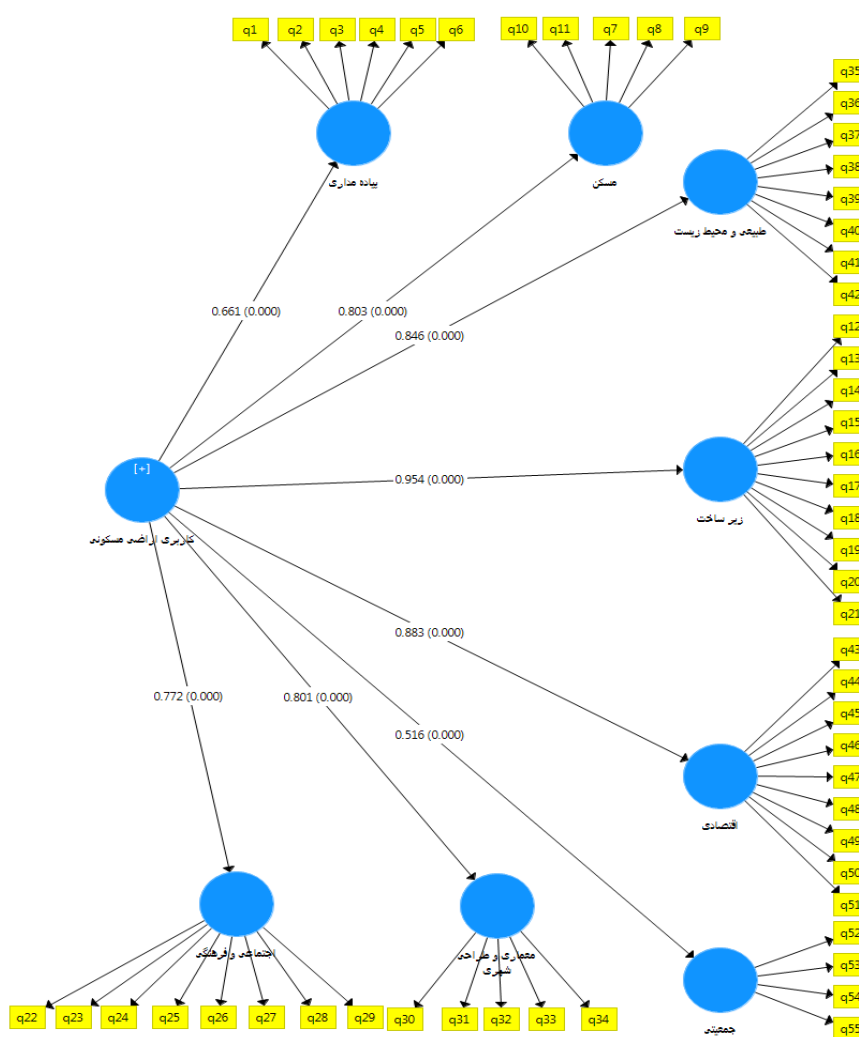 q1 q2 q3 q4 q5 q6
q10 q11 q7 q8 q9
پیاده مداری
مسکن
q35
q36
q37
q38
q39
q40
q41
q42
طبیعی و محیط زیست
0.661 (0.000)
0.803 (0.000)
0.846 (0.000)
q12
q13
q14
q15
q16
q17
q18
q19
q20
q21
زیر ساخت
[+]
کاربری اراضی مسکونی
0.954 (0.000)
0.883 (0.000)
0.772 (0.000)
0.801 (0.000)
0.516 (0.000)
q43
q44
q45
q46
q47
q48
q49
q50
q51
اقتصادی
اجتماعی و فرهنگی
معماری و طراحی
شهری
q52
q53
q54
q55
جمعیتی
q22 q23 q24 q25 q26 q27 q28 q29
q30 q31 q32 q33 q34